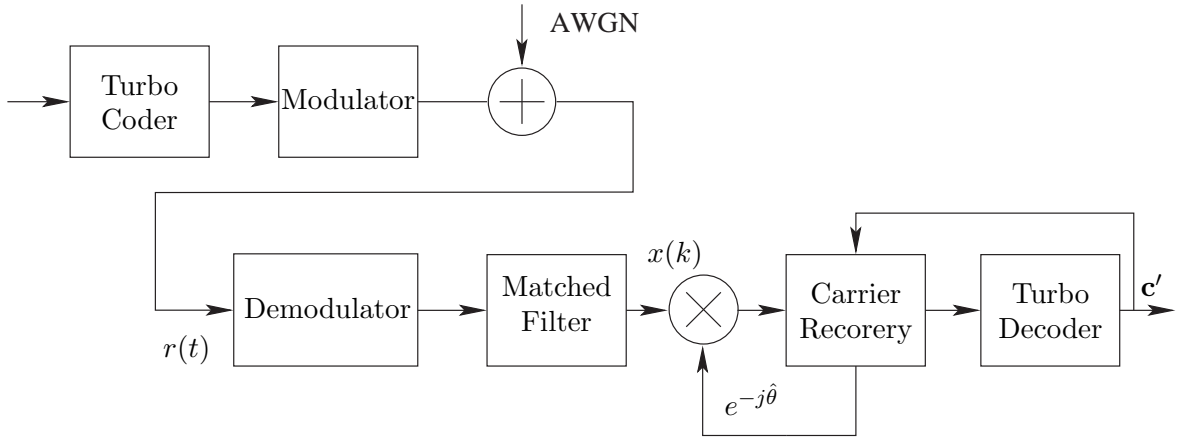 AWGN
Turbo
Coder
Modulator
Demodulator
Matched
Filter
x(k)
Carrier
Recorery
Turbo
Decoder
c′
r(t)
e^{-jθ̂}